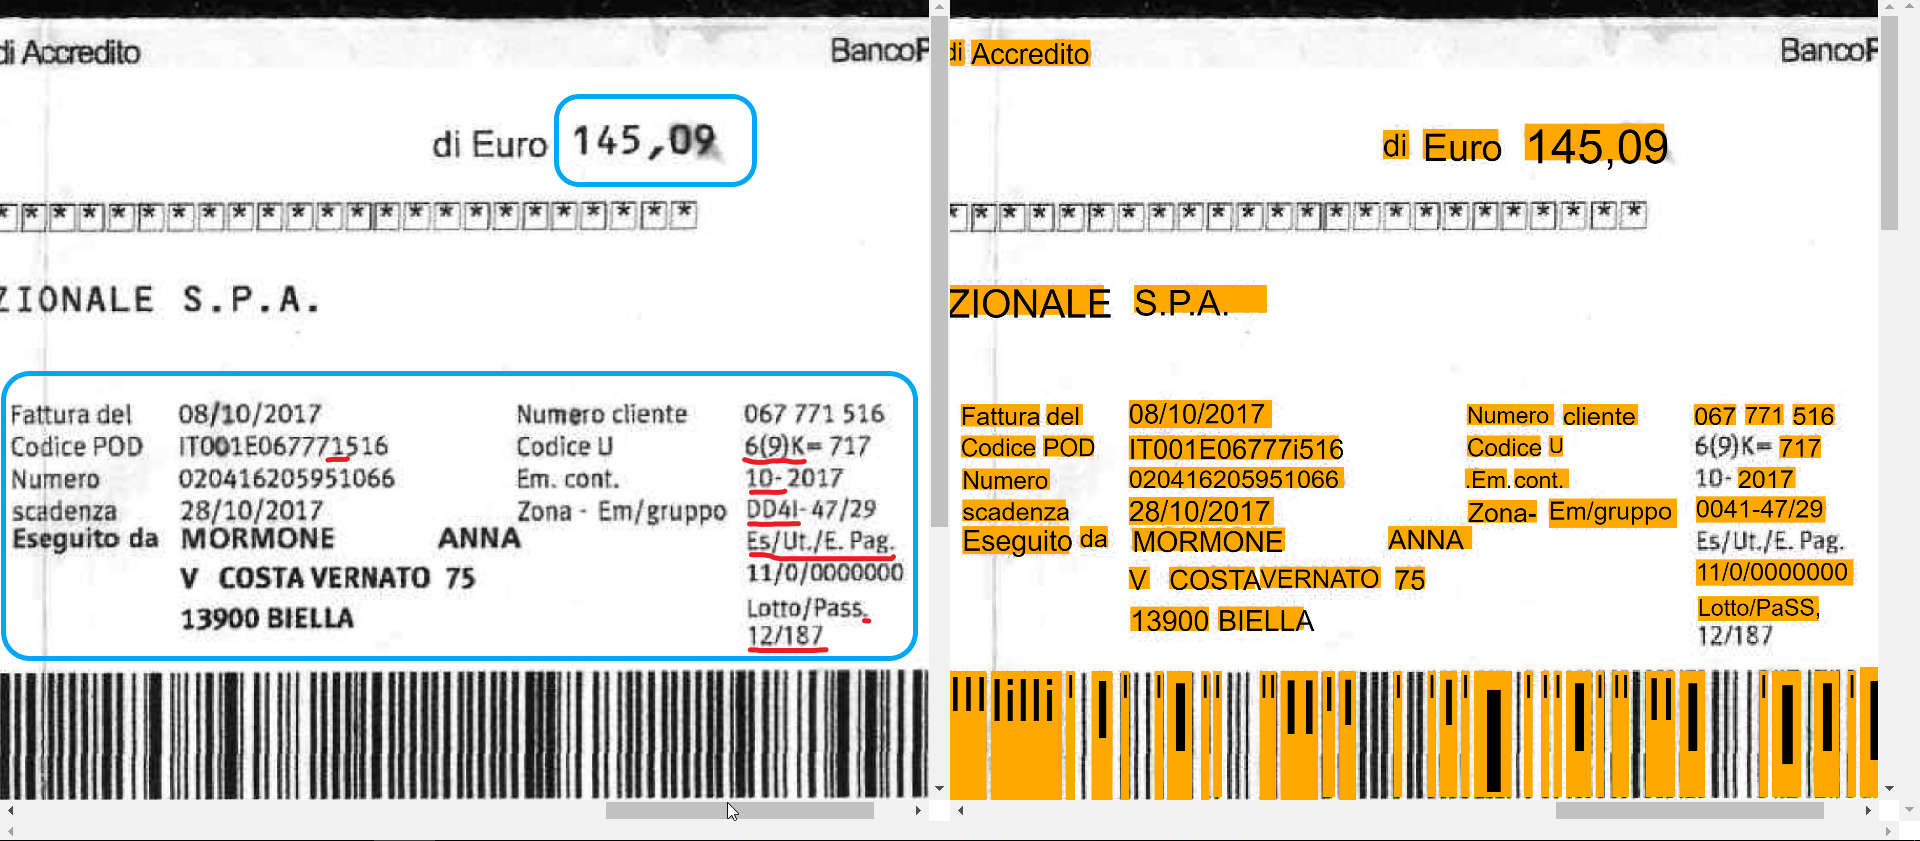 di Accredito BancoP
di Euro 145,09
* * * * * * * * * * * * * * * * * * * * * * * *
ZIONALE S.P.A.
Fattura del 08/10/2017 Numero cliente 067 771 516
Codice POD IT001E067771516 Codice U 6(9)K= 717
Numero 020416205951066 Em. cont. 10- 2017
scadenza 28/10/2017 Zona - Em/gruppo DD4I-47/29
Eseguito da MORMONE ANNA Es/Ut./E. Pag.
11/0/0000000
V COSTA VERNATO 75
Lotto/Pass.
13900 BIELLA
12/187
di Accredito BancoF
di Euro 145,09
* * * * * * * * * * * * * * * * * * * * * * * *
ZIONALE S.P.A.
Fattura del 08/10/2017 Numero cliente 067 771 516
Codice POD IT001E06777i516 Codice U 6(9)K= 717
Numero 020416205951066 .Em.cont. 10- 2017
scadenza 28/10/2017 Zona- Em/gruppo 0041-47/29
Eseguito da MORMONE ANNA Es/Ut./E. Pag.
11/0/0000000
V COSTAVERNATO 75
Lotto/PaSS,
13900 BIELLA
12/187